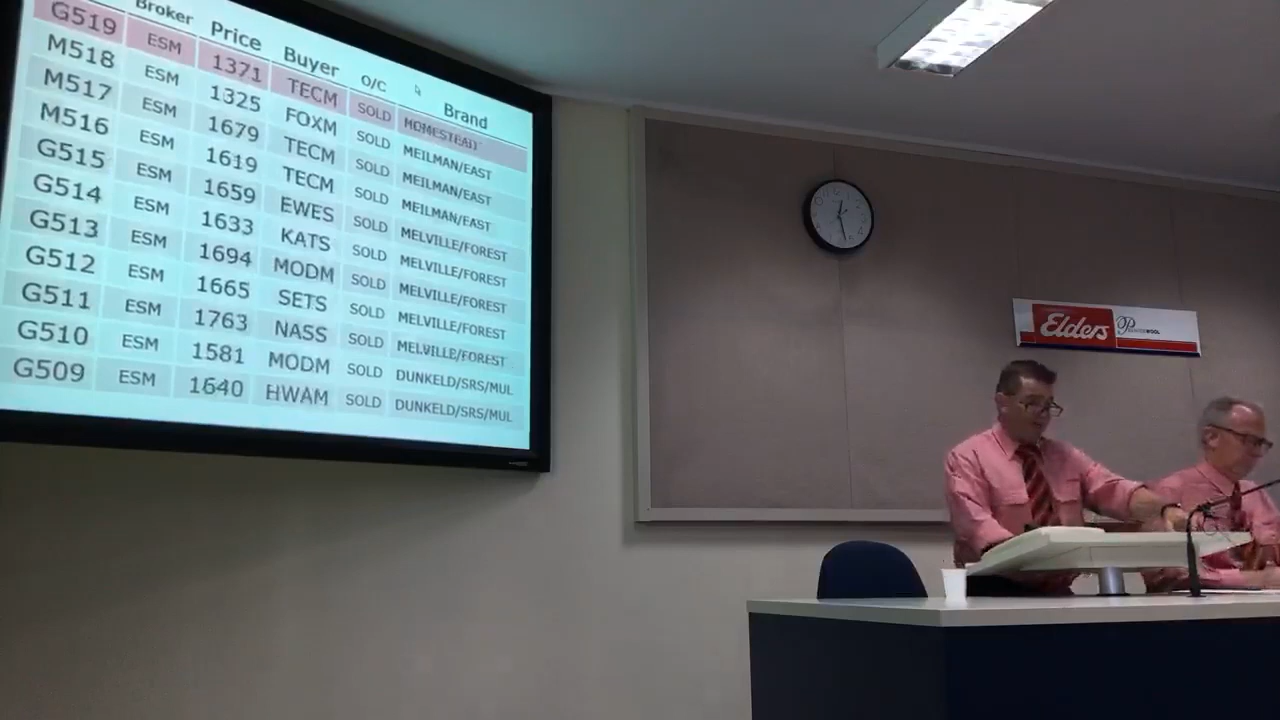 Broker Price Buyer O/C Brand
G519 ESM 1371 TECM SOLD HOMESTEAD
M518 ESM 1325 FOXM SOLD MEILMAN/EAST
M517 ESM 1679 TECM SOLD MEILMAN/EAST
M516 ESM 1619 TECM SOLD MEILMAN/EAST
G515 ESM 1659 EWES SOLD MELVILLE/FOREST
G514 ESM 1633 KATS SOLD MELVILLE/FOREST
G513 ESM 1694 MODM SOLD MELVILLE/FOREST
G512 ESM 1665 SETS SOLD MELVILLE/FOREST
G511 ESM 1763 NASS SOLD MELVILLE/FOREST
G510 ESM 1581 MODM SOLD DUNKELD/SRS/MUL
G509 ESM 1640 HWAM SOLD DUNKELD/SRS/MUL
Elders